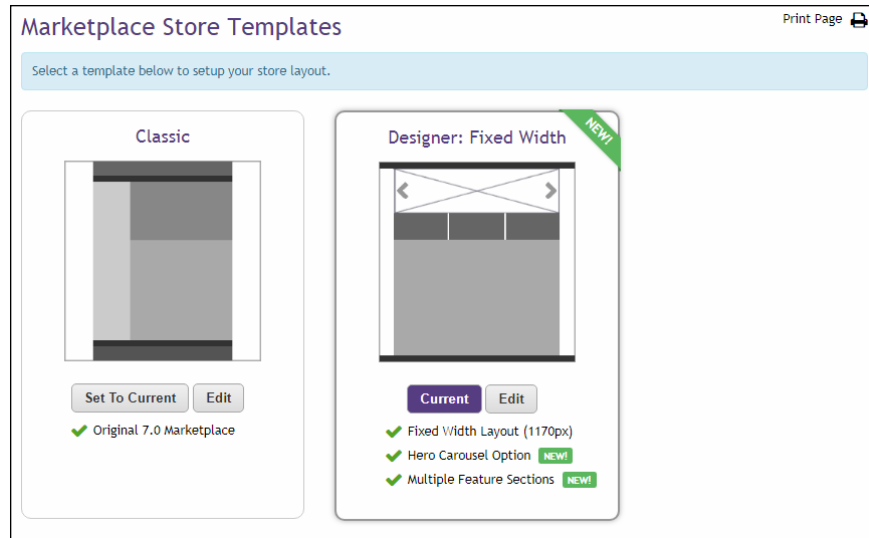 Marketplace Store Templates
Print Page
Select a template below to setup your store layout.
Classic
Set To Current Edit
Original 7.0 Marketplace
NEW!
Designer: Fixed Width
Current Edit
Fixed Width Layout (1170px)
Hero Carousel Option NEW!
Multiple Feature Sections NEW!